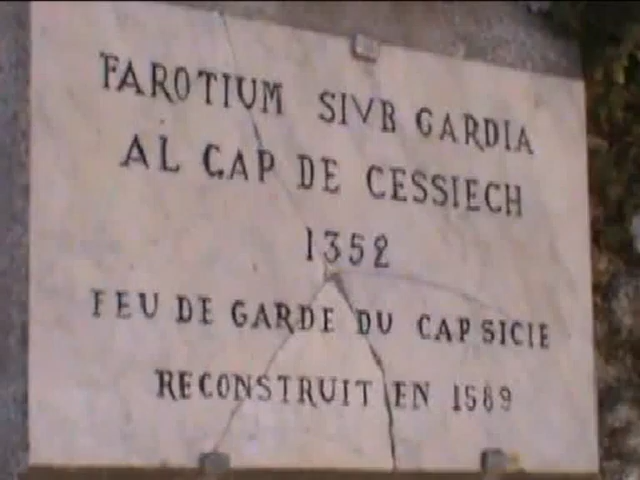 FAROTIUM SIVB GARDIA
AL CAP DE CESSIECH
1352
FEU DE GARDE DU CAP SICIE
RECONSTRUIT EN 1589